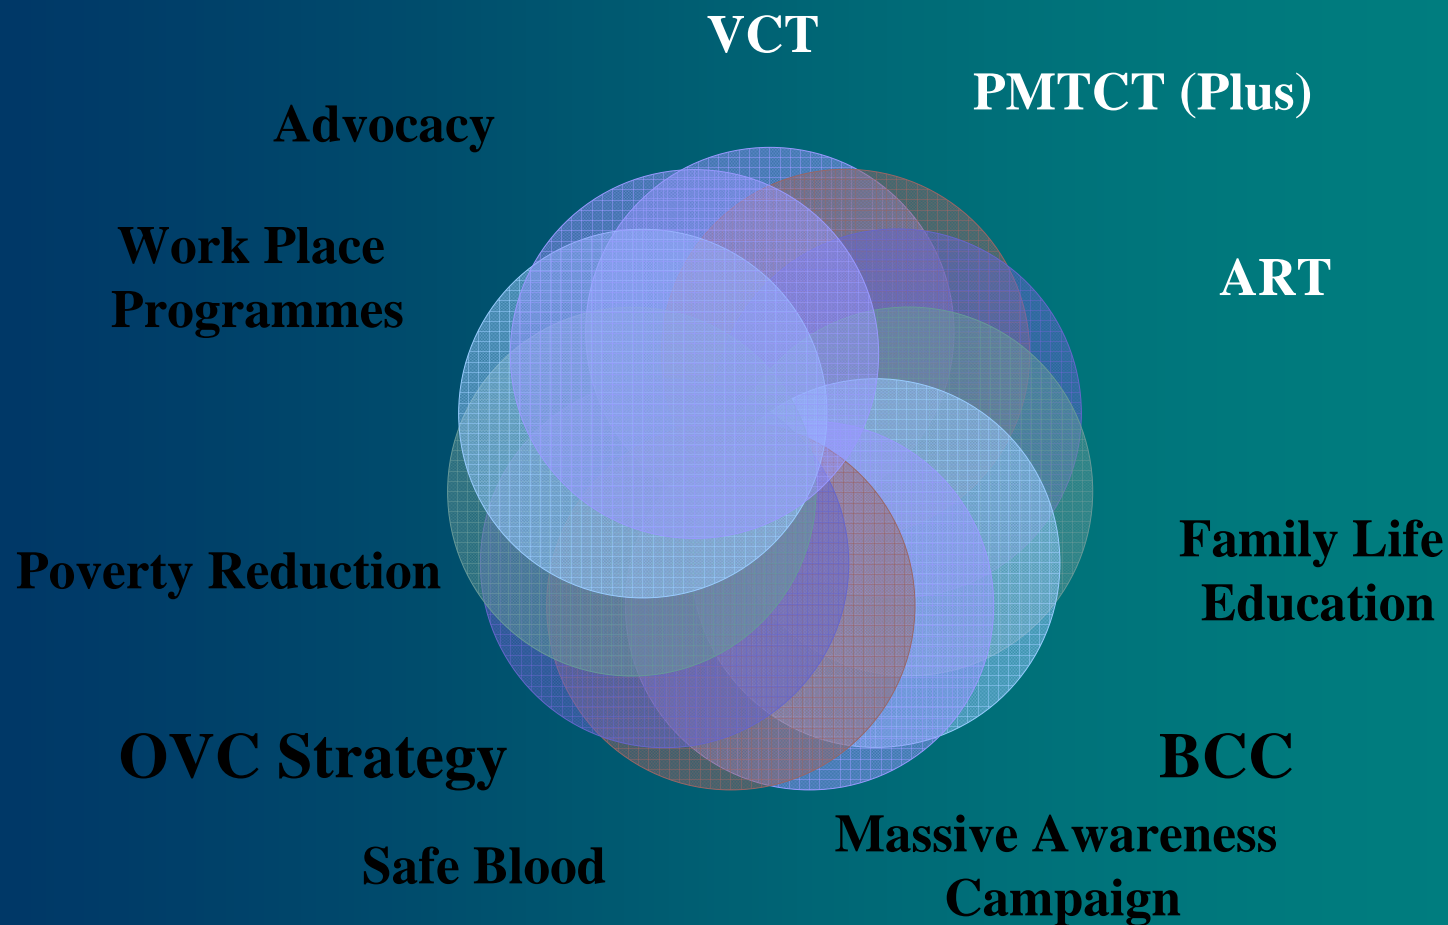 VCT
PMTCT (Plus)
Advocacy
Work Place
Programmes
ART
Family Life
Education
Poverty Reduction
OVC Strategy
BCC
Massive Awareness
Campaign
Safe Blood